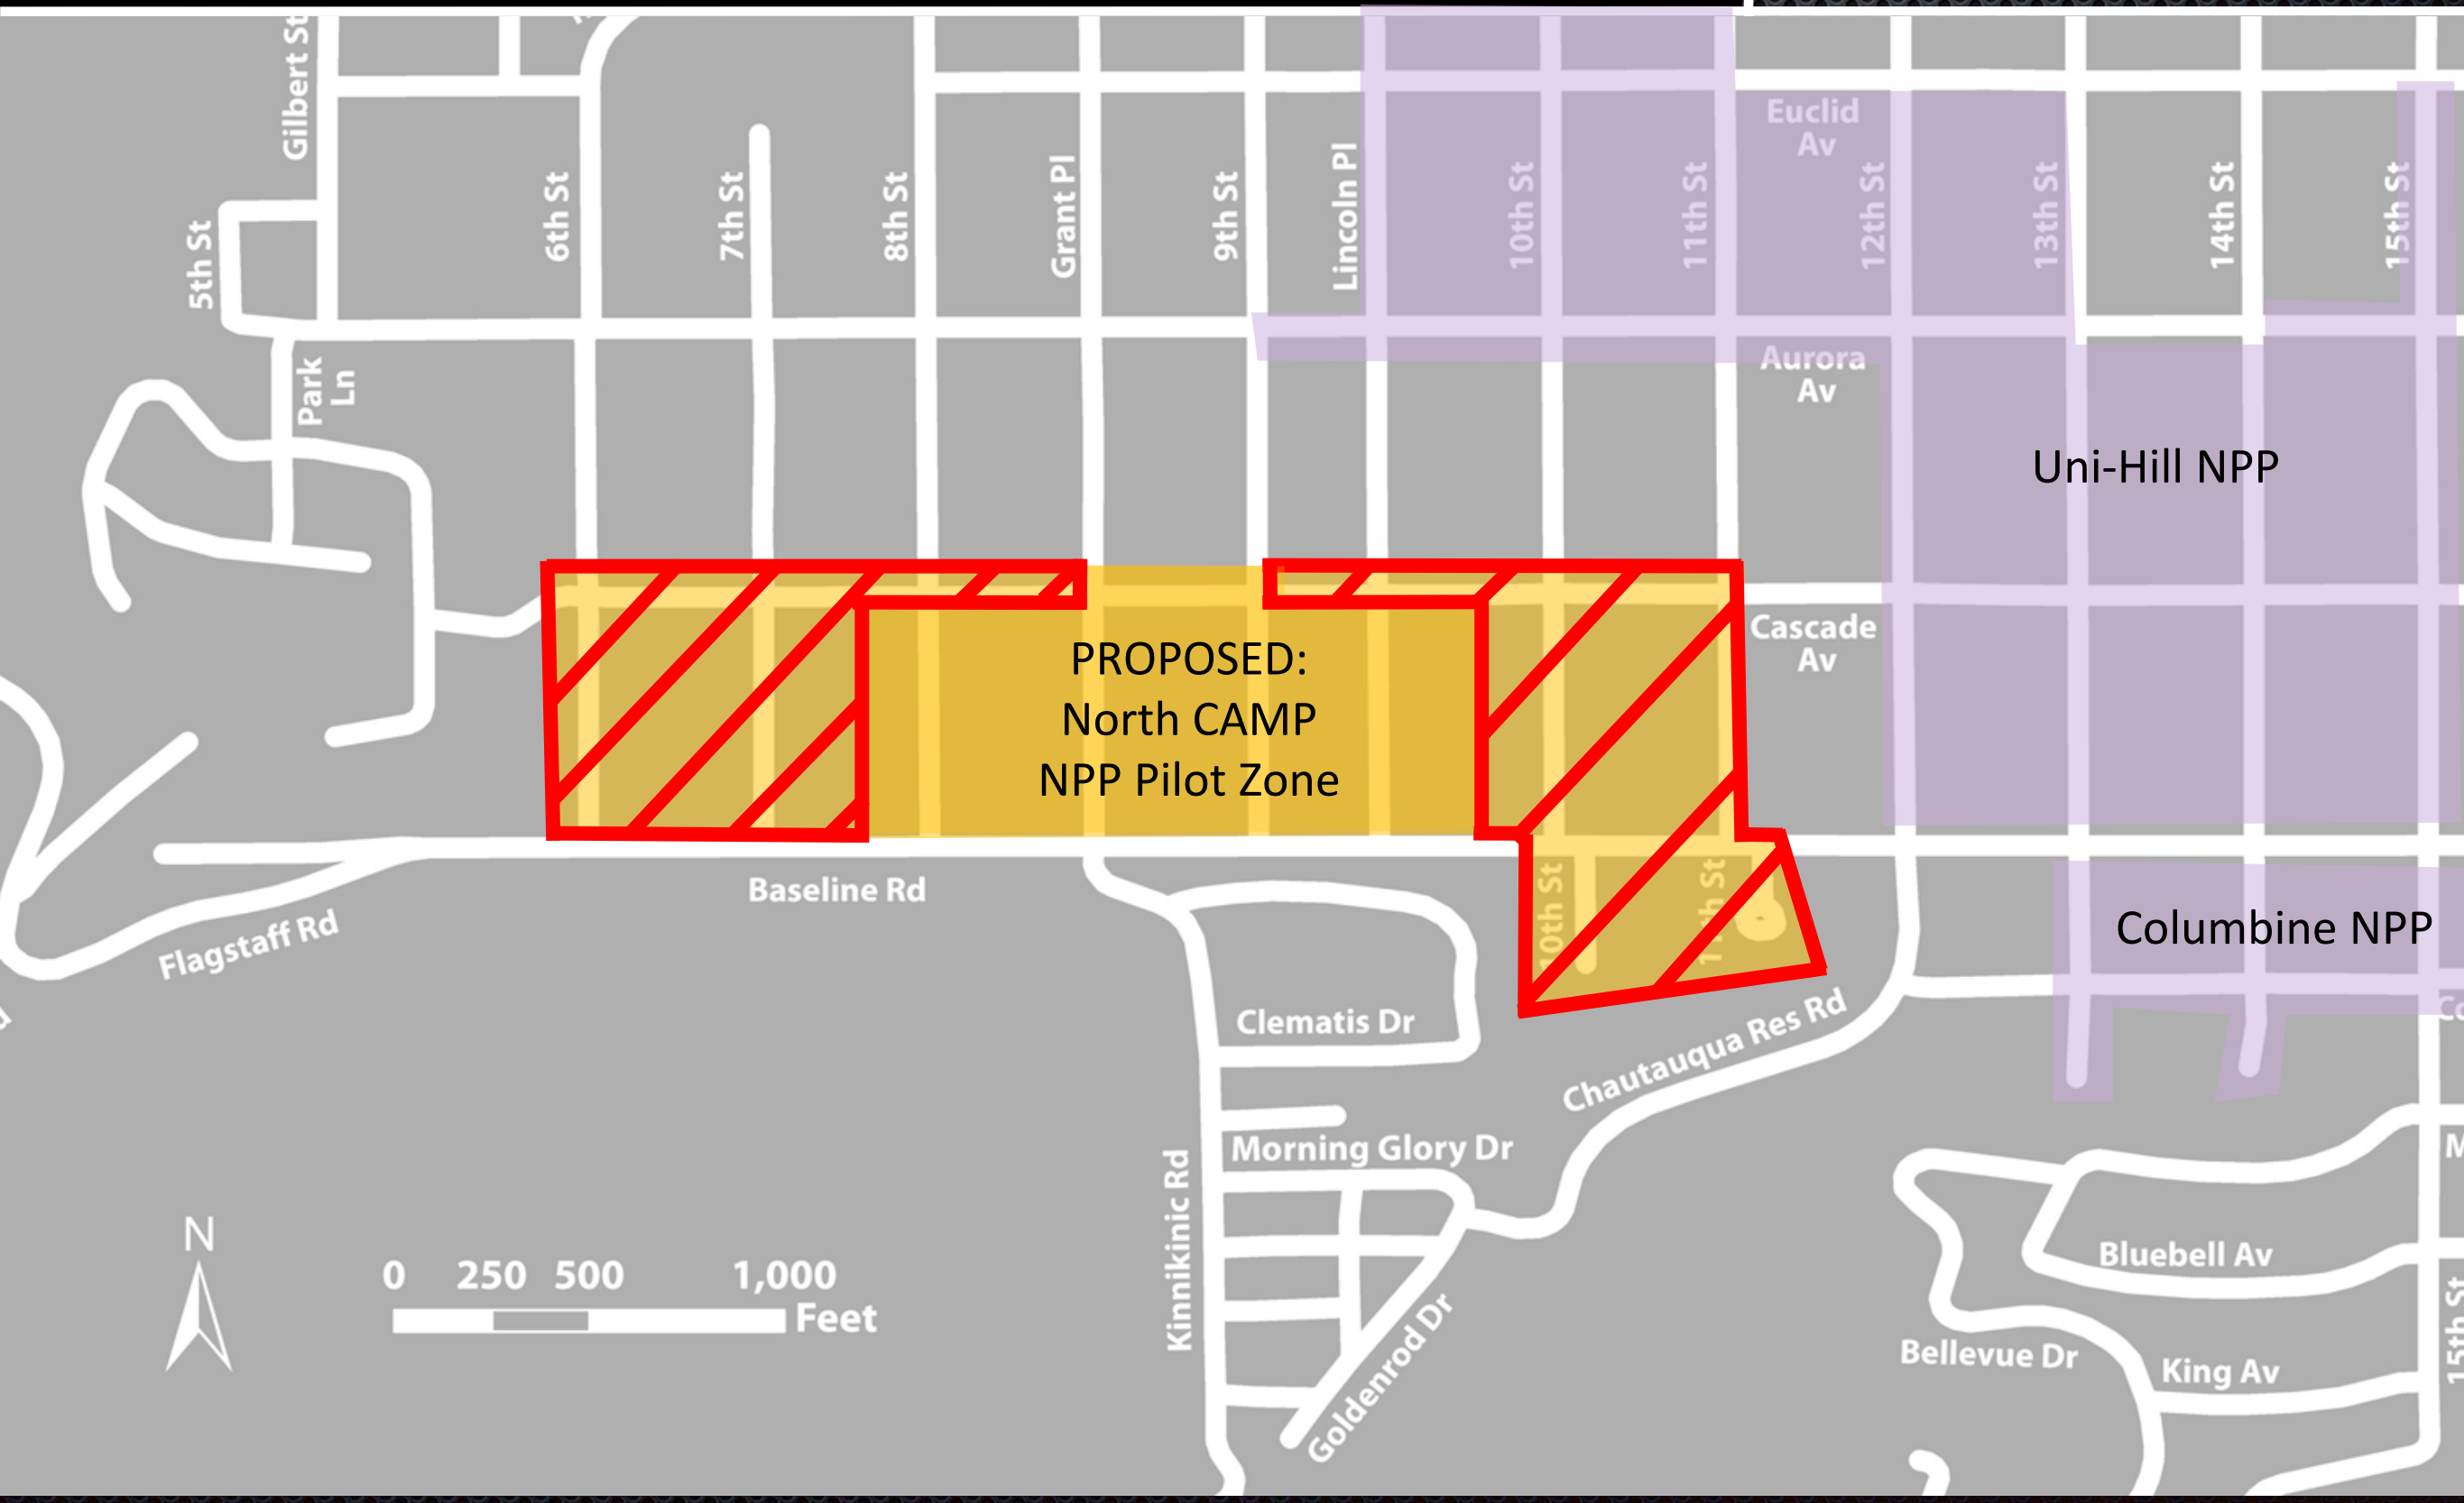 Gilbert St
5th St
6th St
7th St
8th St
Grant Pl
9th St
Lincoln Pl
10th St
11th St
12th St
13th St
14th St
15th St
Euclid
Av
Park
Ln
Aurora
Av
Uni-Hill NPP
Cascade
Av
PROPOSED:
North CAMP
NPP Pilot Zone
Baseline Rd
10th St
11th St
Columbine NPP
Flagstaff Rd
Clematis Dr
Chautauqua Res Rd
Morning Glory Dr
Kinnikinic Rd
Goldenrod Dr
Bluebell Av
Bellevue Dr
King Av
15th St
N
0 250 500 1,000
Feet